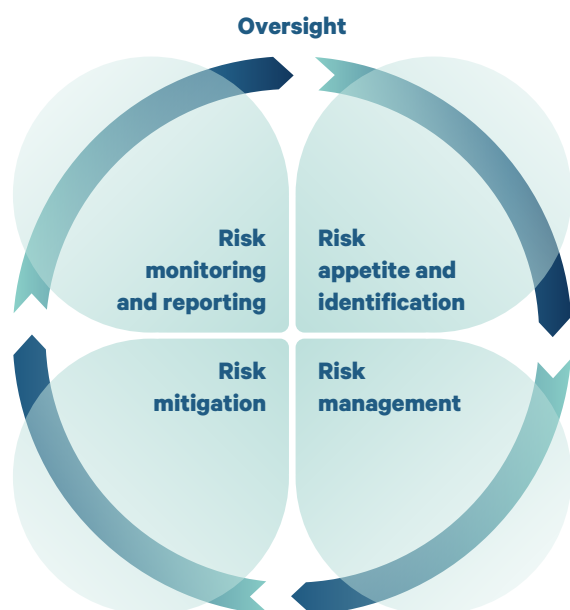 Oversight
Risk
monitoring
and reporting
Risk
appetite and
identification
Risk
mitigation
Risk
management